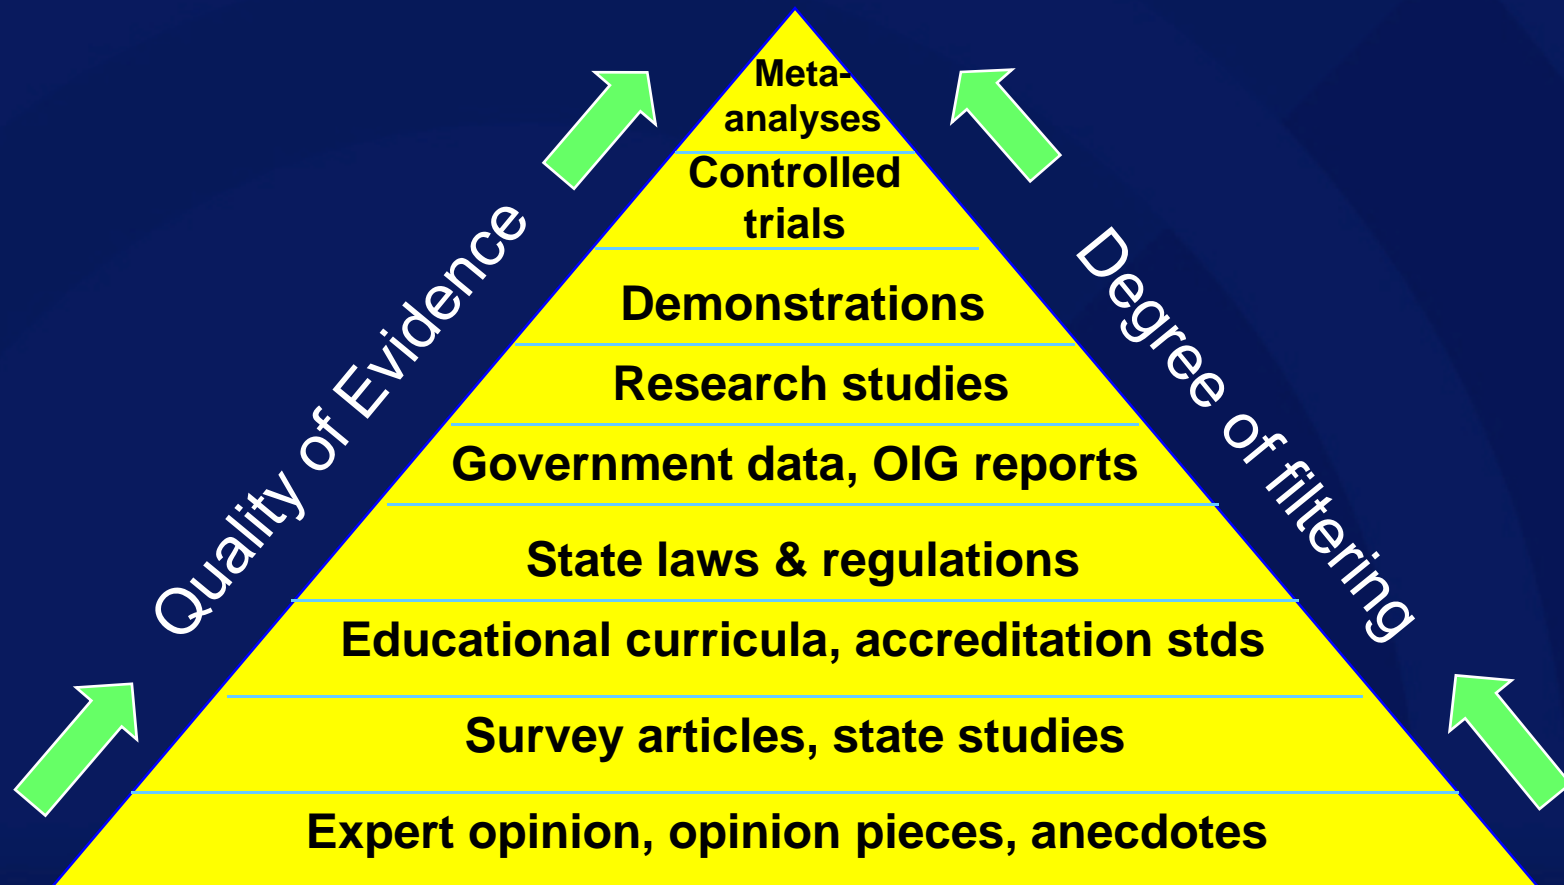 Meta-
analyses
Controlled
trials
Quality of Evidence
Degree of filtering
Demonstrations
Research studies
Government data, OIG reports
State laws & regulations
Educational curricula, accreditation stds
Survey articles, state studies
Expert opinion, opinion pieces, anecdotes